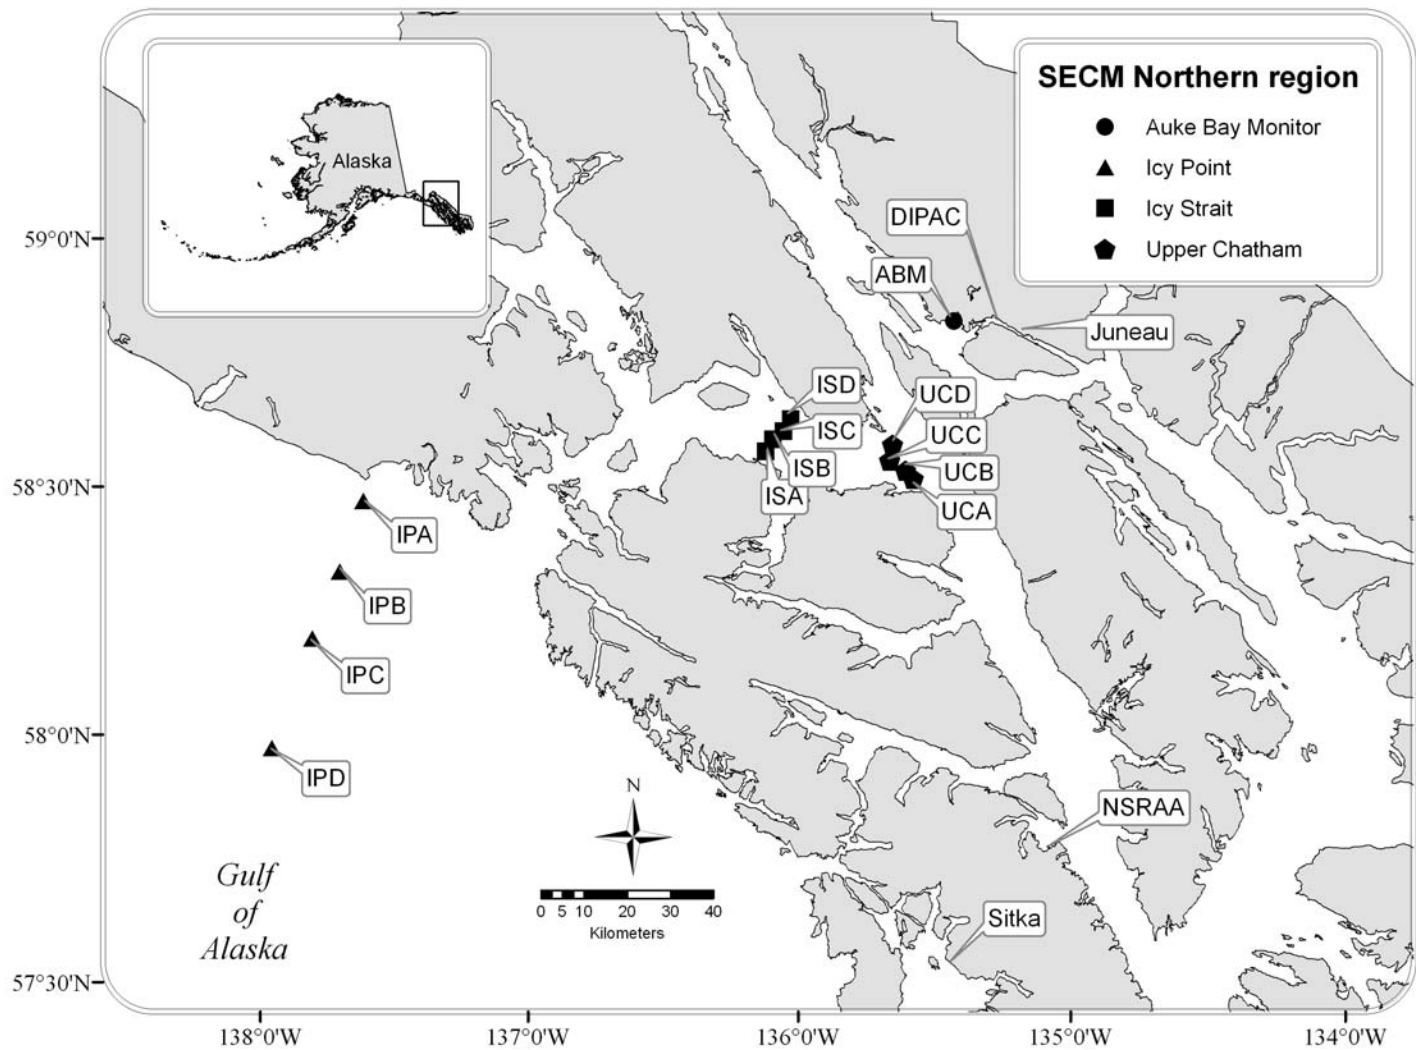 SECM Northern region
Auke Bay Monitor
Icy Point
Icy Strait
Upper Chatham
Alaska
DIPAC
ABM
Juneau
59°0'N
ISD
ISC
ISB
ISA
UCD
UCC
UCB
UCA
58°30'N
IPA
IPB
IPC
IPD
58°0'N
NSRAA
Sitka
N
0 5 10 20 30 40
Kilometers
Gulf
of
Alaska
57°30'N
138°0'W 137°0'W 136°0'W 135°0'W 134°0'W